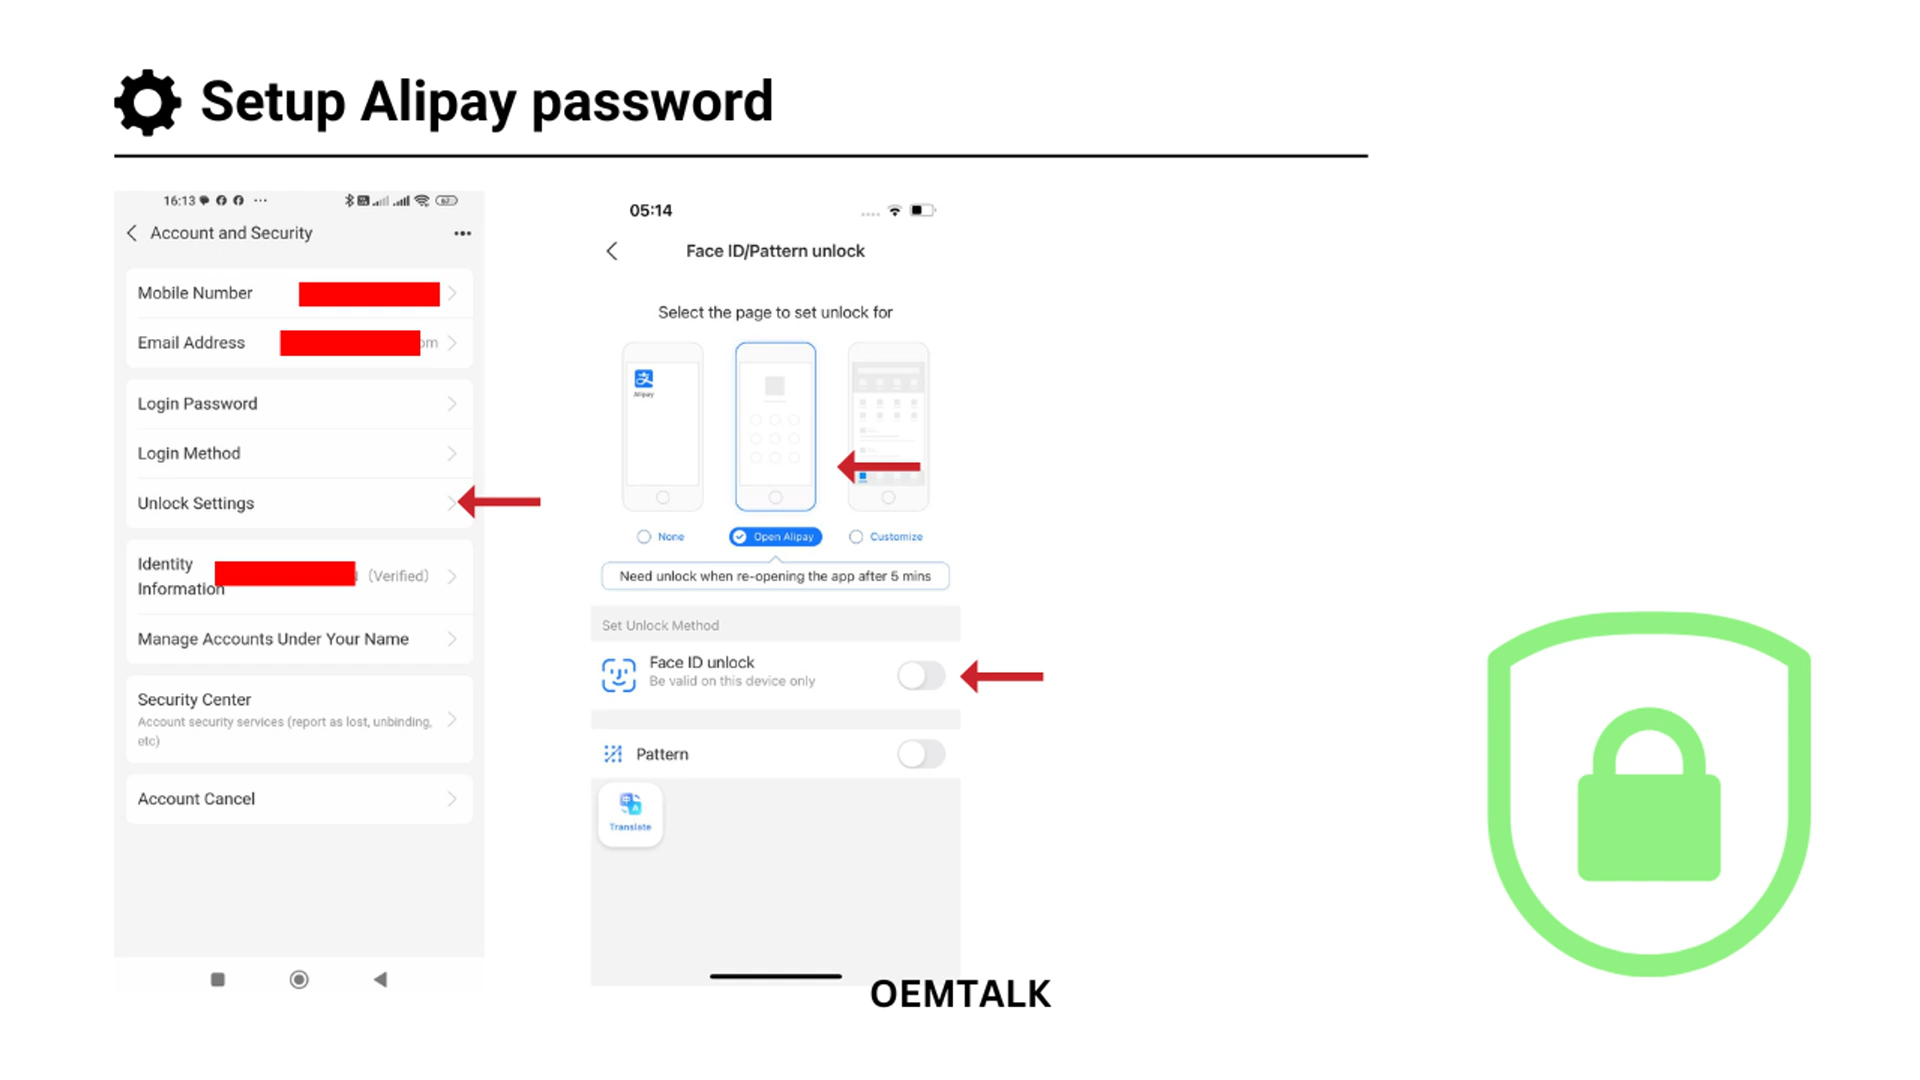 Setup Alipay password
16:13
Account and Security
Mobile Number
Email Address
om
Login Password
Login Method
Unlock Settings
Identity
Information
(Verified)
Manage Accounts Under Your Name
Security Center
Account security services (report as lost, unbinding,
etc)
Account Cancel
05:14
Face ID/Pattern unlock
Select the page to set unlock for
支
Alipay
None
Open Alipay
Customize
Need unlock when re-opening the app after 5 mins
Set Unlock Method
Face ID unlock
Be valid on this device only
Pattern
Translate
OEMTALK